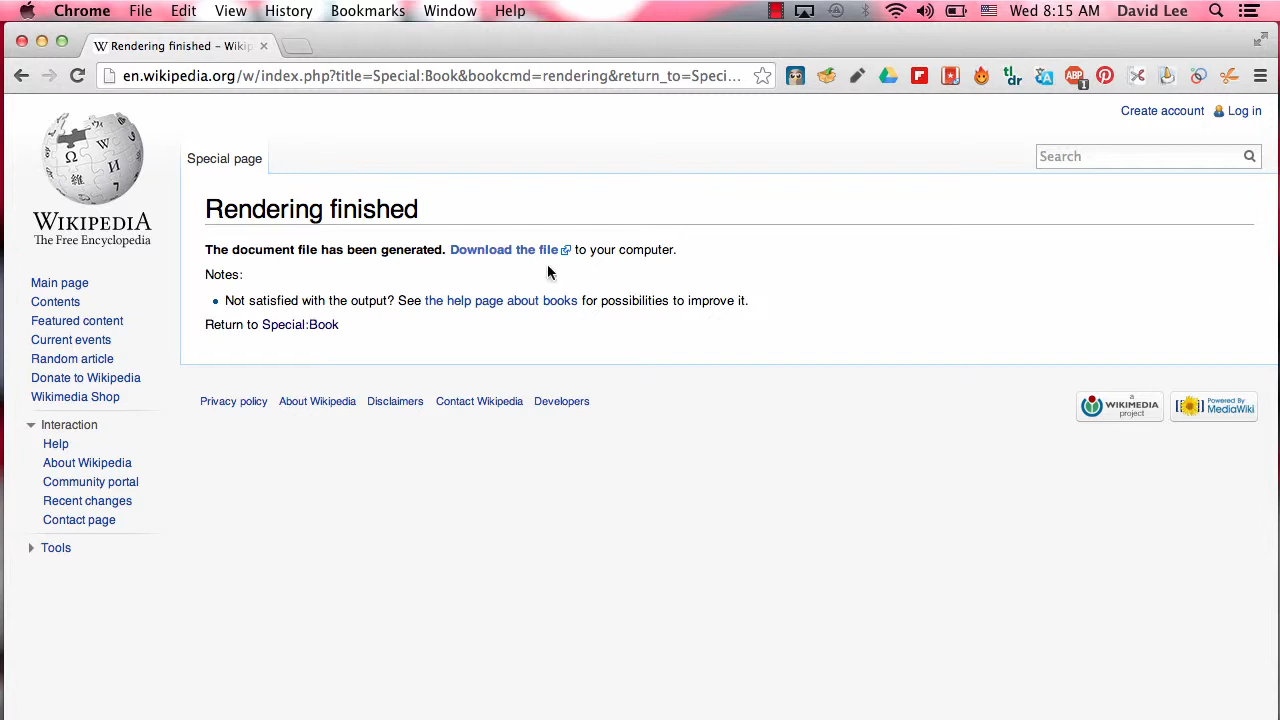 Chrome File Edit View History Bookmarks Window Help Wed 8:15 AM David Lee
Rendering finished – Wikip
en.wikipedia.org/w/index.php?title=Special:Book&bookcmd=rendering&return_to=Speci...
tl;dr ABP 1
Create account Log in
Special page
Search
WIKIPEDIA
The Free Encyclopedia
Rendering finished
The document file has been generated. Download the file to your computer.
Notes:
Not satisfied with the output? See the help page about books for possibilities to improve it.
Return to Special:Book
Main page
Contents
Featured content
Current events
Random article
Donate to Wikipedia
Wikimedia Shop
Interaction
Help
About Wikipedia
Community portal
Recent changes
Contact page
Tools
Privacy policy About Wikipedia Disclaimers Contact Wikipedia Developers
A WIKIMEDIA project
Powered By MediaWiki